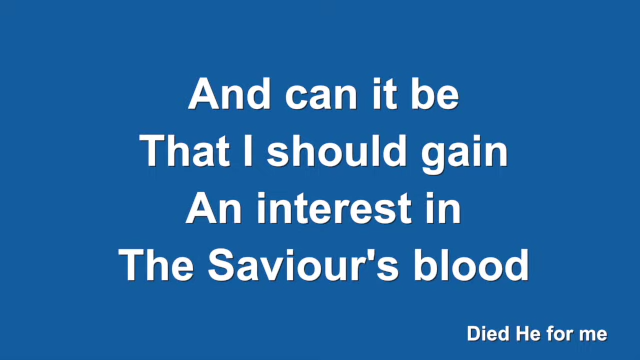 And can it be
That I should gain
An interest in
The Saviour's blood
Died He for me